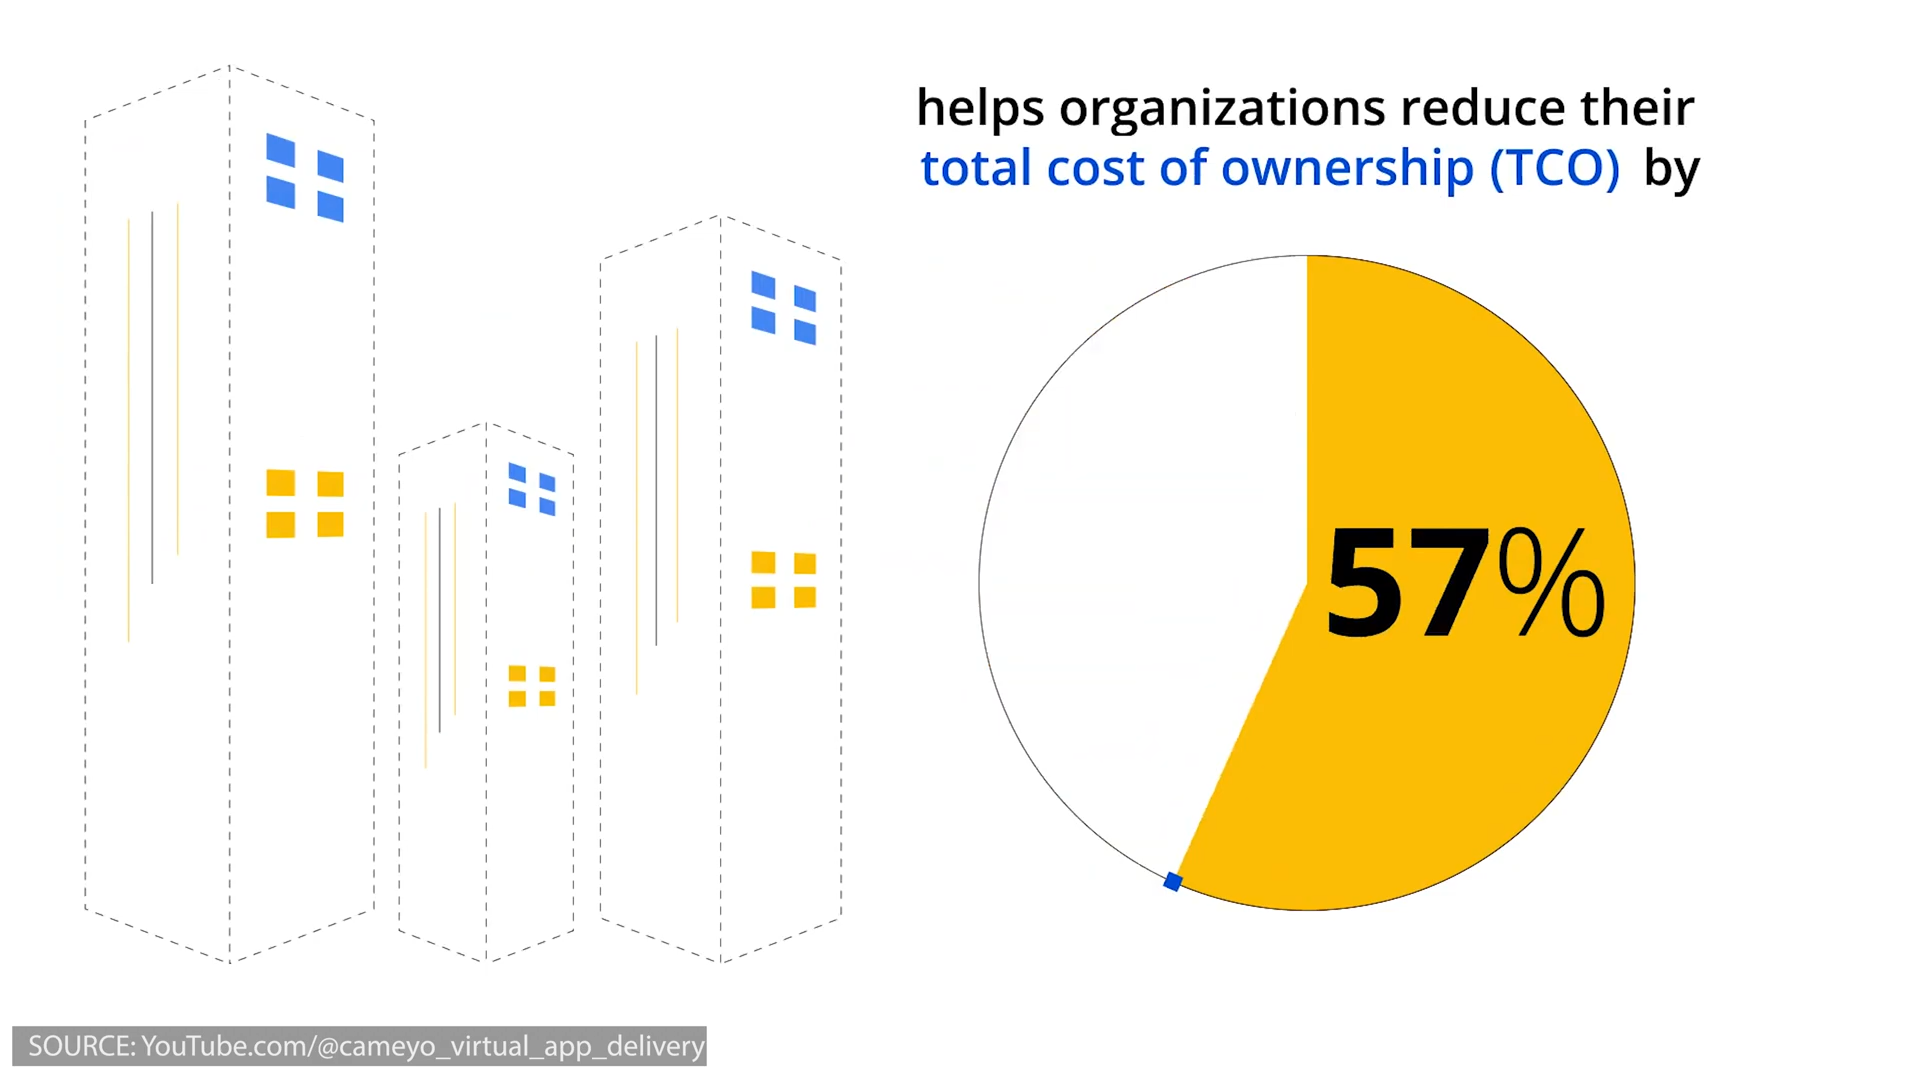 helps organizations reduce their
total cost of ownership (TCO) by
57%
SOURCE: YouTube.com/@cameyo_virtual_app_delivery